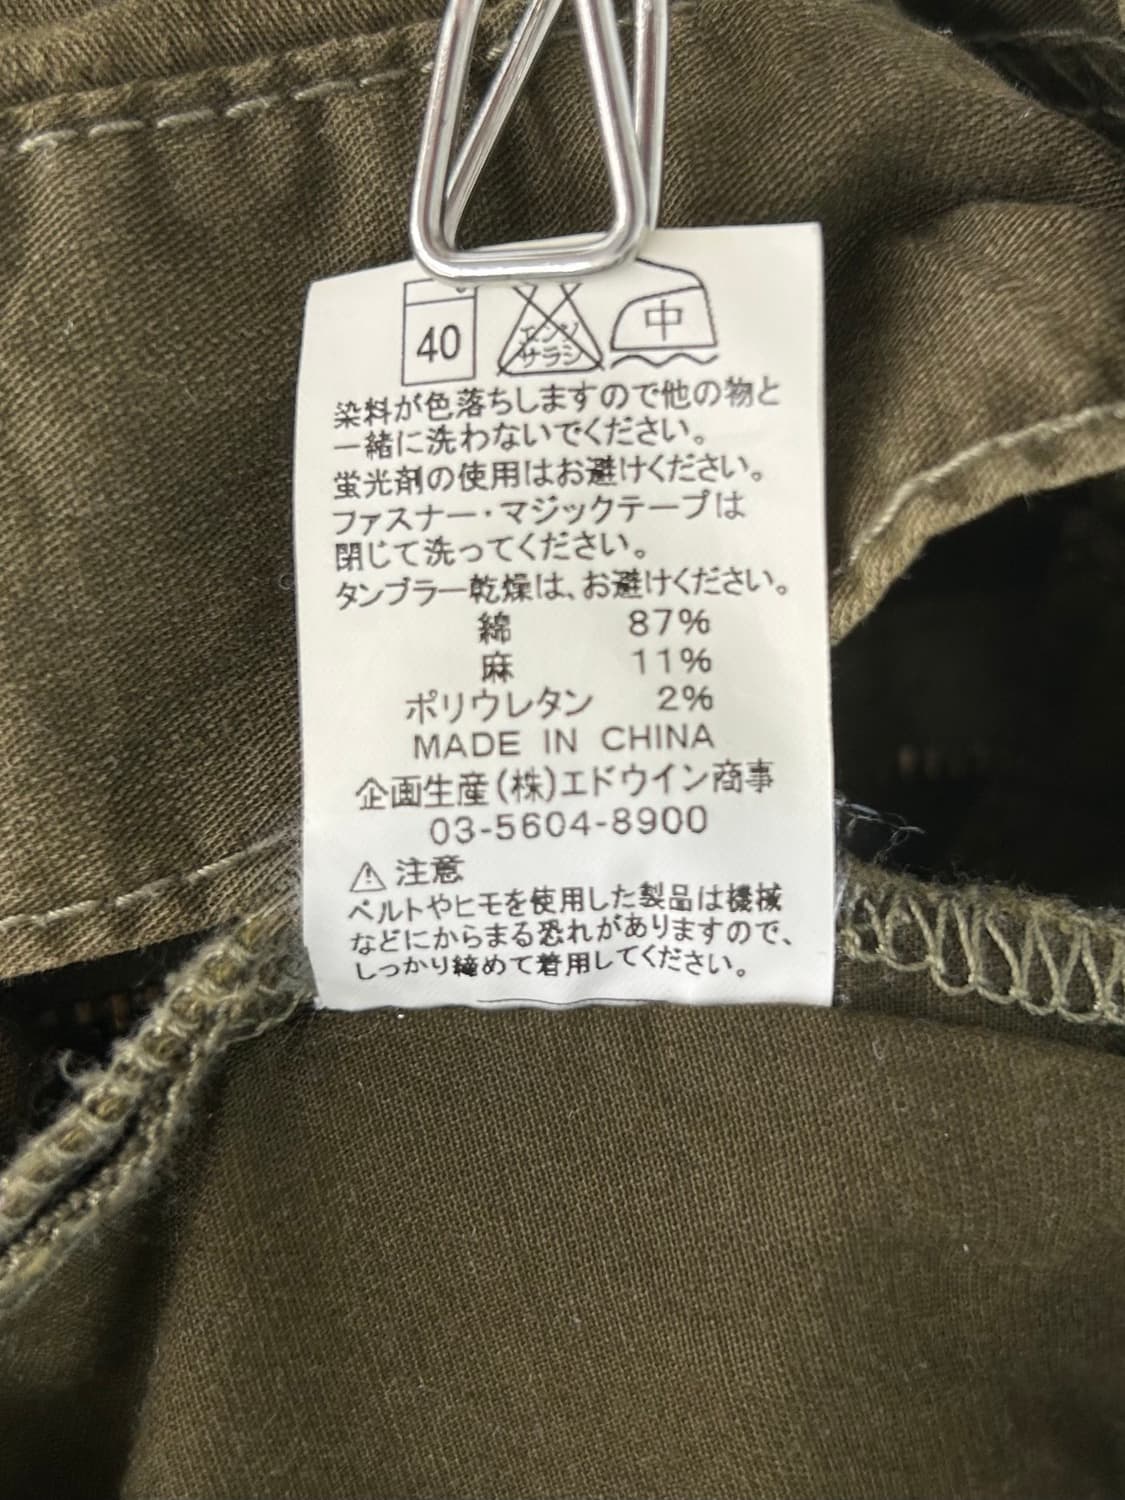 40
エンソ
サラシ
中
染料が色落ちしますので他の物と
一緒に洗わないでください。
蛍光剤の使用はお避けください。
ファスナー・マジックテープは
閉じて洗ってください。
タンブラー乾燥は、お避けください。
綿 87%
麻 11%
ポリウレタン 2%
MADE IN CHINA
企画生産(株)エドウイン商事
03-5604-8900
注意
ベルトやヒモを使用した製品は機械
などにからまる恐れがありますので、
しっかり締めて着用してください。